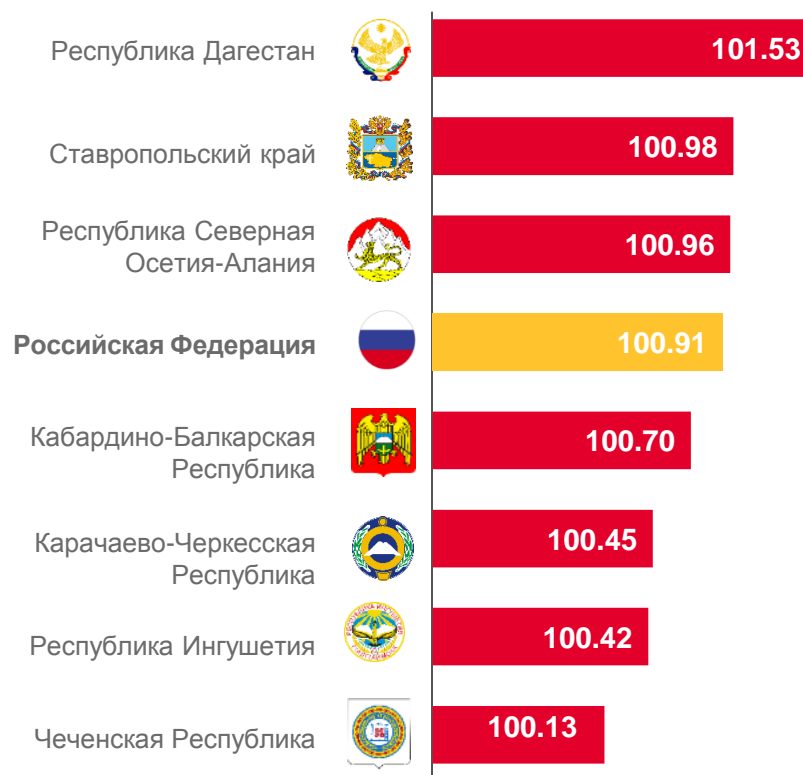 Республика Дагестан
101.53
Ставропольский край
100.98
Республика Северная
Осетия-Алания
100.96
Российская Федерация
100.91
Кабардино-Балкарская
Республика
100.70
Карачаево-Черкесская
Республика
100.45
Республика Ингушетия
100.42
Чеченская Республика
100.13